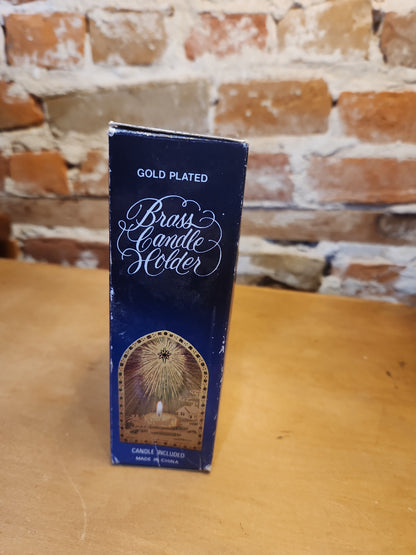 GOLD PLATED
Brass
Candle
Holder
CANDLE INCLUDED
MADE IN CHINA